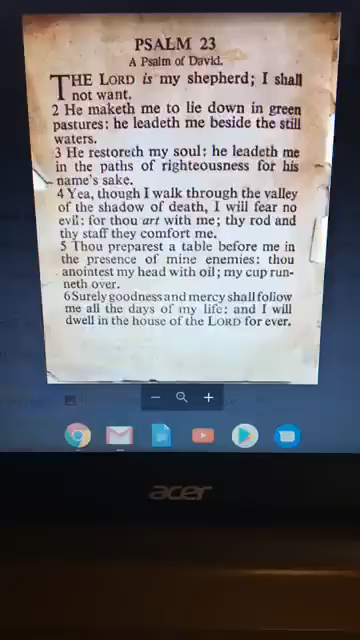 PSALM 23
A Psalm of David.
THE LORD is my shepherd; I shall
not want.
2 He maketh me to lie down in green
pastures: he leadeth me beside the still
waters.
3 He restoreth my soul: he leadeth me
in the paths of righteousness for his
name's sake.
4 Yea, though I walk through the valley
of the shadow of death, I will fear no
evil: for thou art with me; thy rod and
thy staff they comfort me.
5 Thou preparest a table before me in
the presence of mine enemies: thou
anointest my head with oil; my cup run-
neth over.
6 Surely goodness and mercy shall follow
me all the days of my life: and I will
dwell in the house of the LORD for ever.
acer